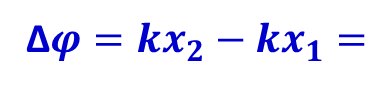 Δφ = kx₂ − kx₁ =